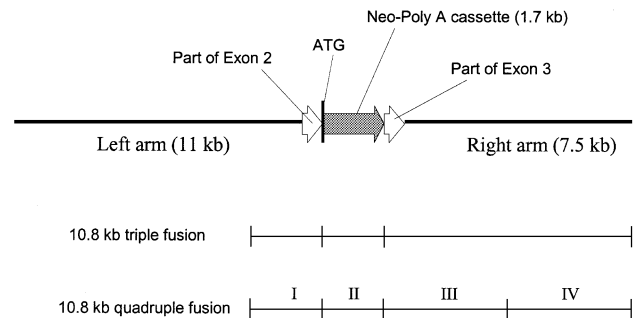 Neo-Poly A cassette (1.7 kb)
ATG
Part of Exon 2
Part of Exon 3
Left arm (11 kb)
Right arm (7.5 kb)
10.8 kb triple fusion
I II III IV
10.8 kb quadruple fusion